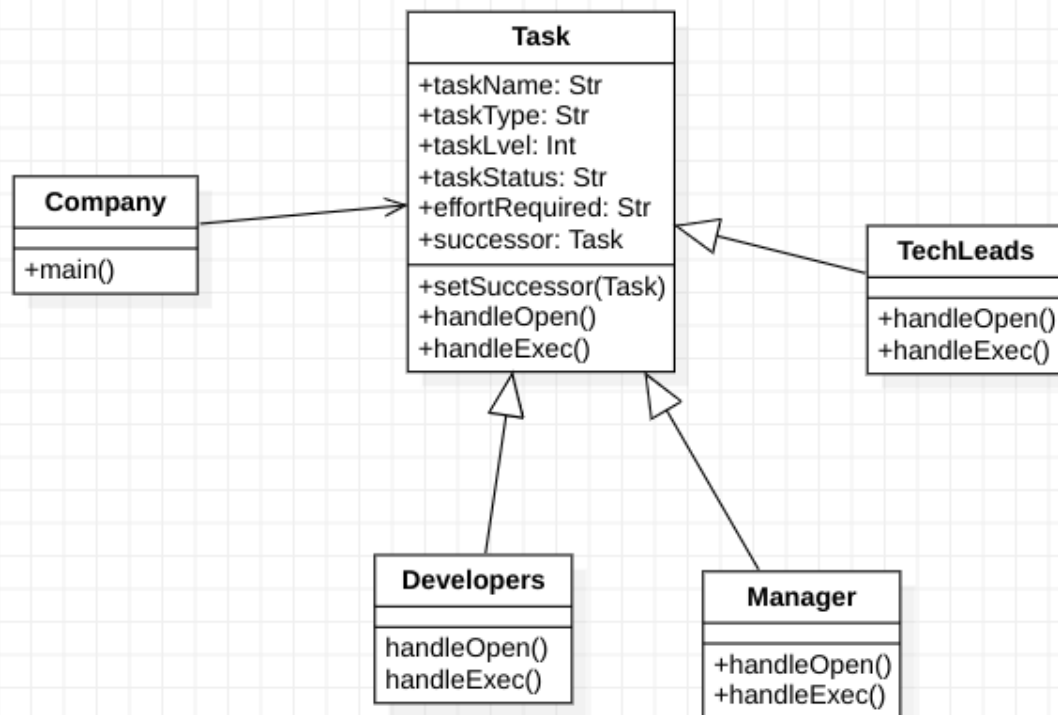 Task
+taskName: Str
+taskType: Str
+taskLvel: Int
+taskStatus: Str
+effortRequired: Str
+successor: Task
+setSuccessor(Task)
+handleOpen()
+handleExec()
Company
+main()
TechLeads
+handleOpen()
+handleExec()
Developers
handleOpen()
handleExec()
Manager
+handleOpen()
+handleExec()